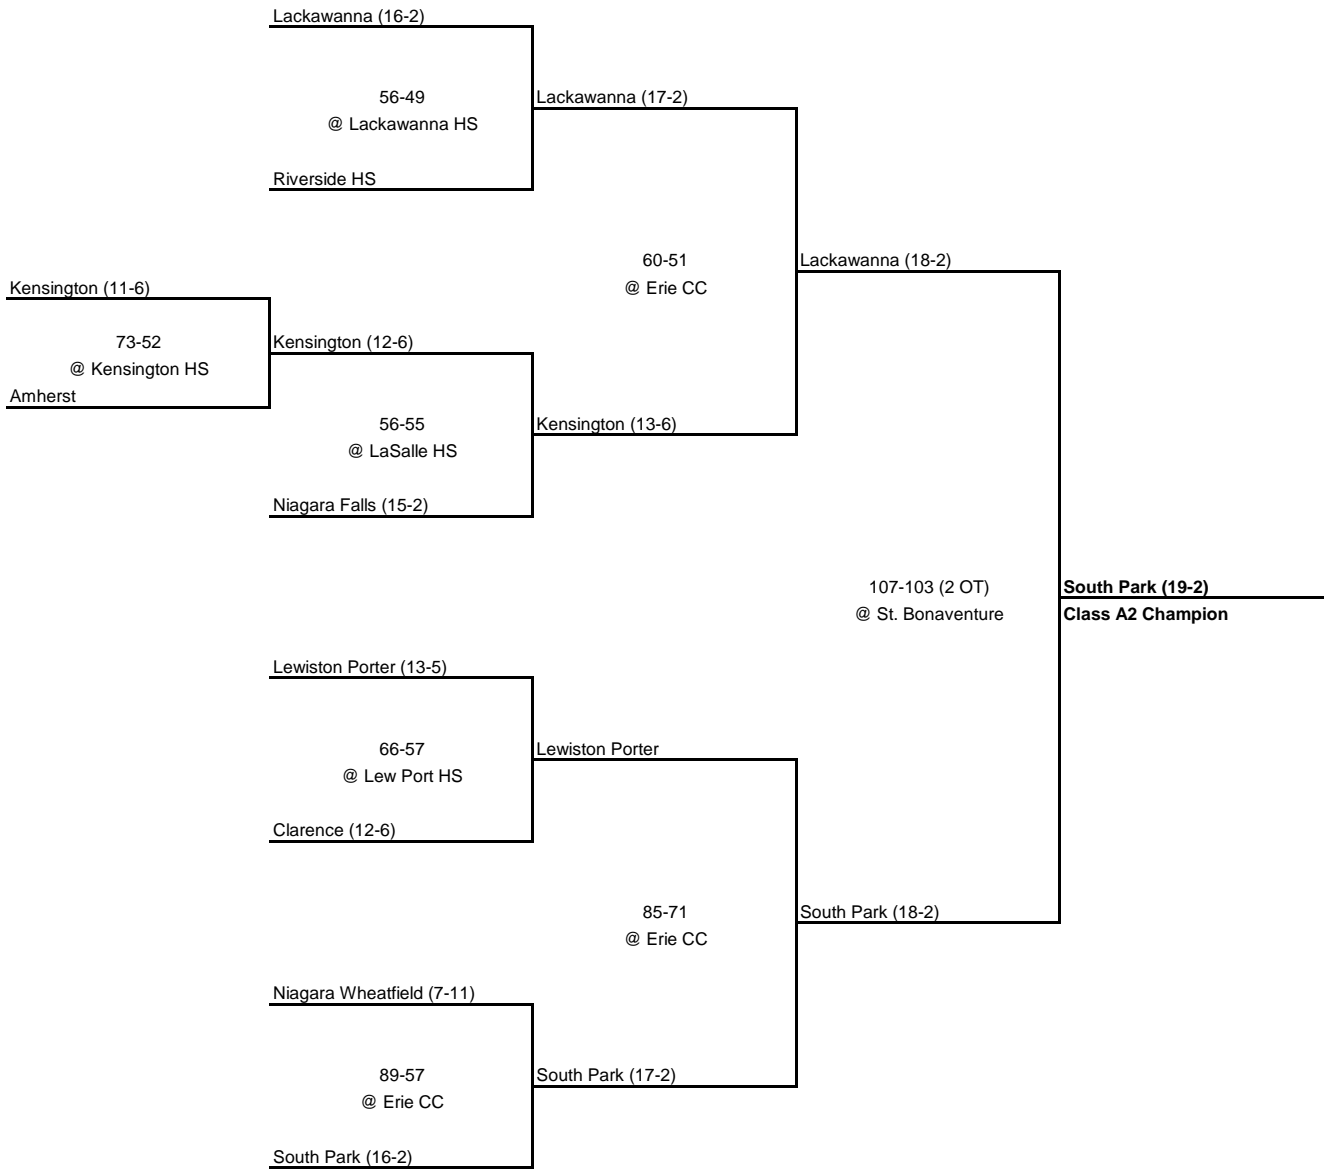 Lackawanna (16-2)
56-49
@ Lackawanna HS
Lackawanna (17-2)
Riverside HS
60-51
@ Erie CC
Lackawanna (18-2)
Kensington (11-6)
73-52
@ Kensington HS
Kensington (12-6)
Amherst
56-55
@ LaSalle HS
Kensington (13-6)
Niagara Falls (15-2)
107-103 (2 OT)
@ St. Bonaventure
South Park (19-2)
Class A2 Champion
Lewiston Porter (13-5)
66-57
@ Lew Port HS
Lewiston Porter
Clarence (12-6)
85-71
@ Erie CC
South Park (18-2)
Niagara Wheatfield (7-11)
89-57
@ Erie CC
South Park (17-2)
South Park (16-2)